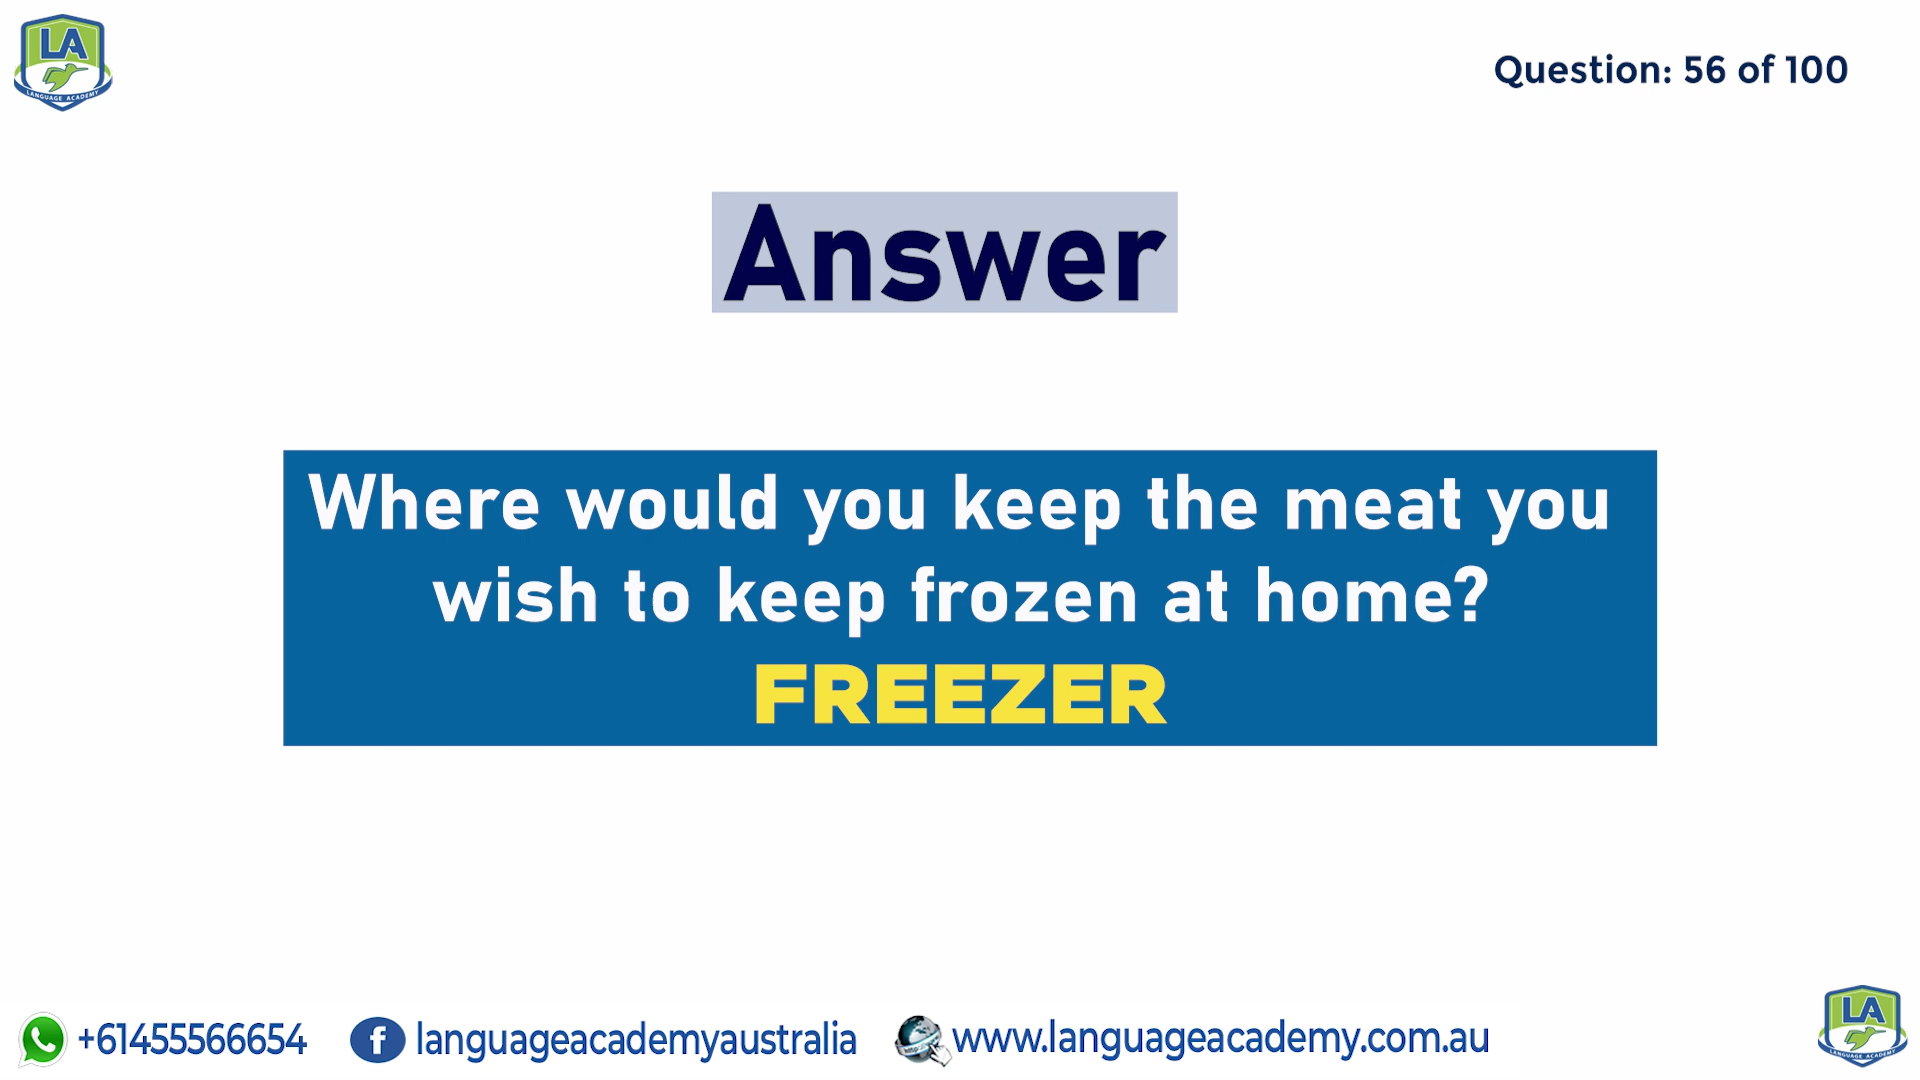 LA
LANGUAGE ACADEMY
Question: 56 of 100
Answer
Where would you keep the meat you
wish to keep frozen at home?
FREEZER
+61455566654
languageacademyaustralia
www.languageacademy.com.au
LA
LANGUAGE ACADEMY